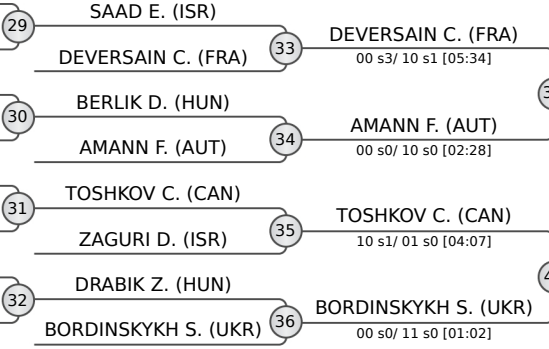 SAAD E. (ISR)
29
DEVERSAIN C. (FRA)
33
DEVERSAIN C. (FRA)
00 s3/ 10 s1 [05:34]
BERLIK D. (HUN)
30
AMANN F. (AUT)
34
AMANN F. (AUT)
00 s0/ 10 s0 [02:28]
TOSHKOV C. (CAN)
31
ZAGURI D. (ISR)
35
TOSHKOV C. (CAN)
10 s1/ 01 s0 [04:07]
DRABIK Z. (HUN)
32
BORDINSKYKH S. (UKR)
36
BORDINSKYKH S. (UKR)
00 s0/ 11 s0 [01:02]